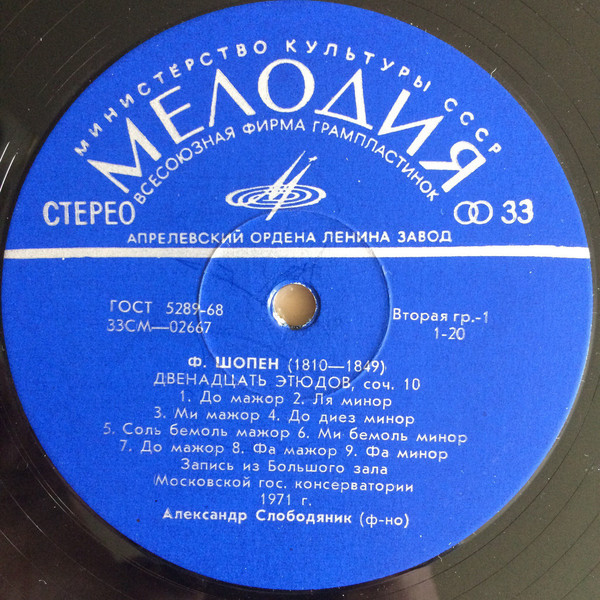 МИНИСТЕРСТВО КУЛЬТУРЫ СССР
МЕЛОДИЯ
ВСЕСОЮЗНАЯ ФИРМА ГРАМПЛАСТИНОК
СТЕРЕО
33
АПРЕЛЕВСКИЙ ОРДЕНА ЛЕНИНА ЗАВОД
ГОСТ 5289-68
33СМ—02667
Вторая гр.-1
1-20
Ф. ШОПЕН (1810—1849)
ДВЕНАДЦАТЬ ЭТЮДОВ, соч. 10
1. До мажор 2. Ля минор
3. Ми мажор 4. До диез минор
5. Соль бемоль мажор 6. Ми бемоль минор
7. До мажор 8. Фа мажор 9. Фа минор
Запись из Большого зала
Московской гос. консерватории
1971 г.
Александр Слободяник (ф-но)